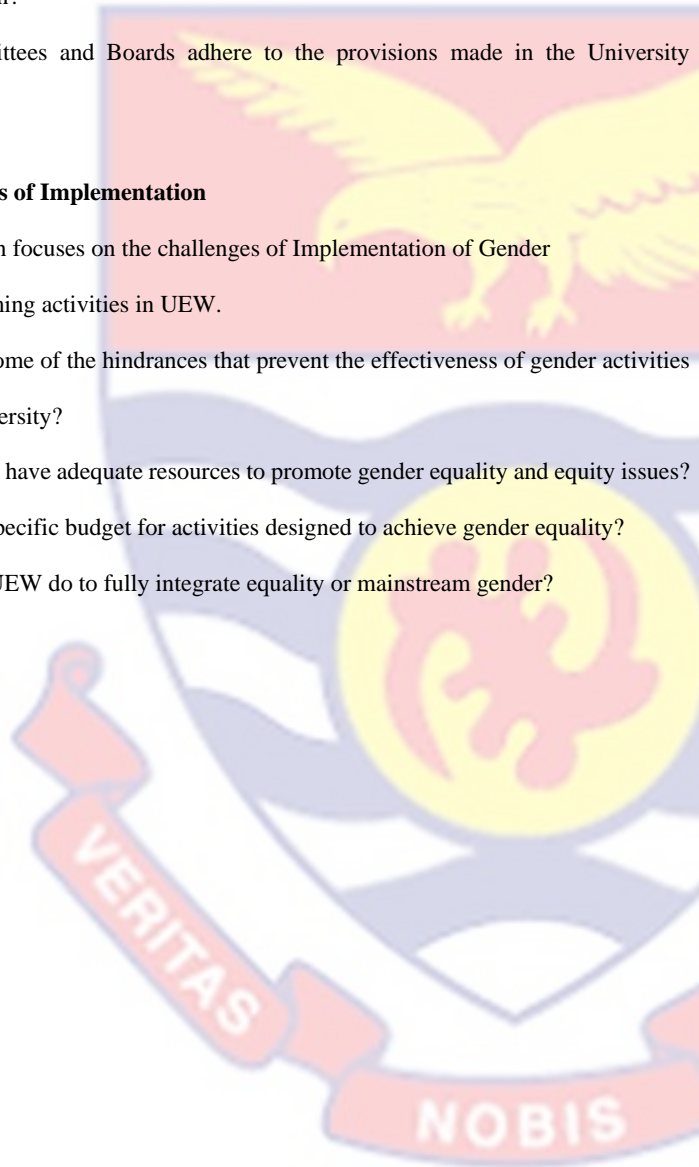 ittees and Boards adhere to the provisions made in the University
s of Implementation
n focuses on the challenges of Implementation of Gender
ning activities in UEW.
ome of the hindrances that prevent the effectiveness of gender activities
ersity?
have adequate resources to promote gender equality and equity issues?
pecific budget for activities designed to achieve gender equality?
UEW do to fully integrate equality or mainstream gender?
VERITAS
NOBIS